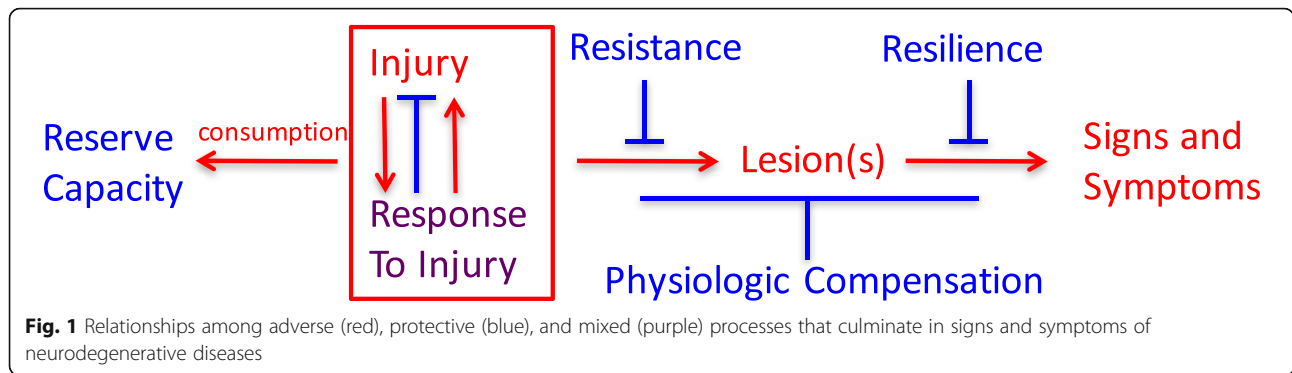 Resistance
Resilience
Injury
consumption
Reserve
Capacity
Lesion(s)
Signs and
Symptoms
Response
To Injury
Physiologic Compensation
Fig. 1 Relationships among adverse (red), protective (blue), and mixed (purple) processes that culminate in signs and symptoms of
neurodegenerative diseases